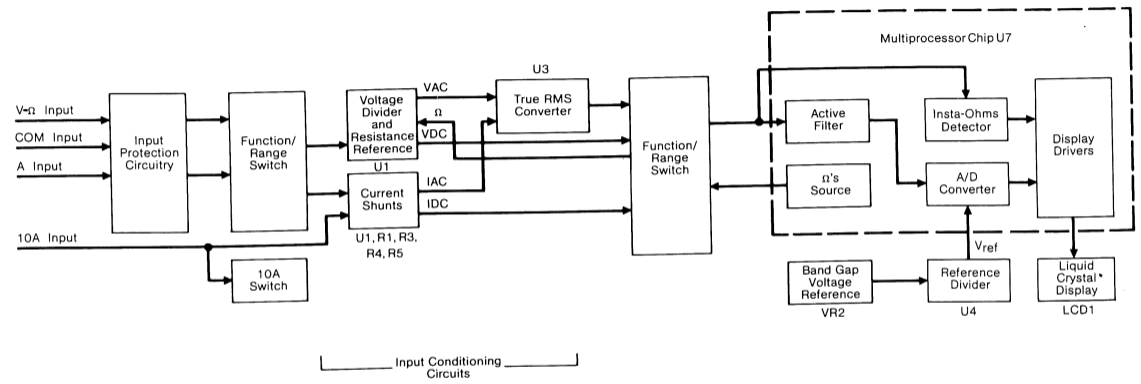 Multiprocessor Chip U7
V-Ω Input
COM Input
A Input
10A Input
Input
Protection
Circuitry
Function/
Range
Switch
10A
Switch
Voltage
Divider
and
Resistance
Reference
U1
Current
Shunts
U1, R1, R3,
R4, R5
VAC
Ω
VDC
IAC
IDC
U3
True RMS
Converter
Function/
Range
Switch
Active
Filter
Ω's
Source
Insta-Ohms
Detector
A/D
Converter
Display
Drivers
Vref
Band Gap
Voltage
Reference
VR2
Reference
Divider
U4
Liquid
Crystal
Display
LCD1
Input Conditioning
Circuits